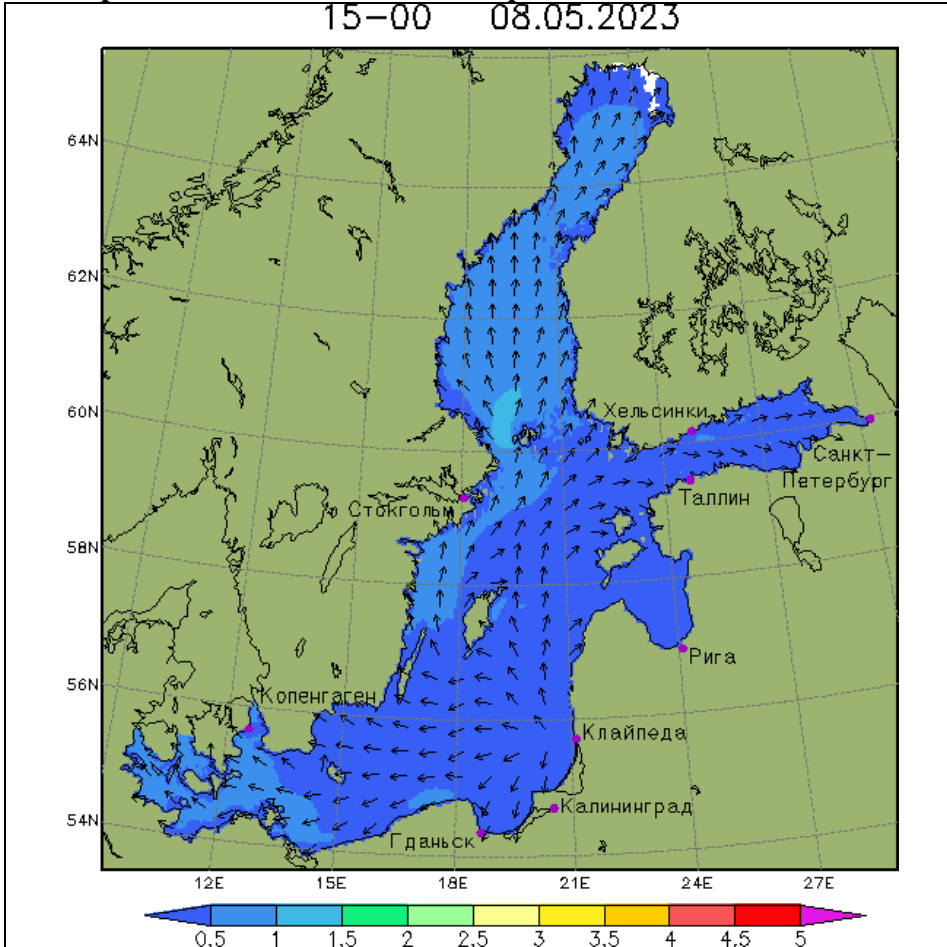 15-00 08.05.2023
64N
62N
60N
Хельсинки
Санкт-
Петербург
Таллин
Стокгольм
58N
Рига
56N
Копенгаген
Клайпеда
Калининград
54N
Гданьск
12E 15E 18E 21E 24E 27E
0.5 1 1.5 2 2.5 3 3.5 4 4.5 5